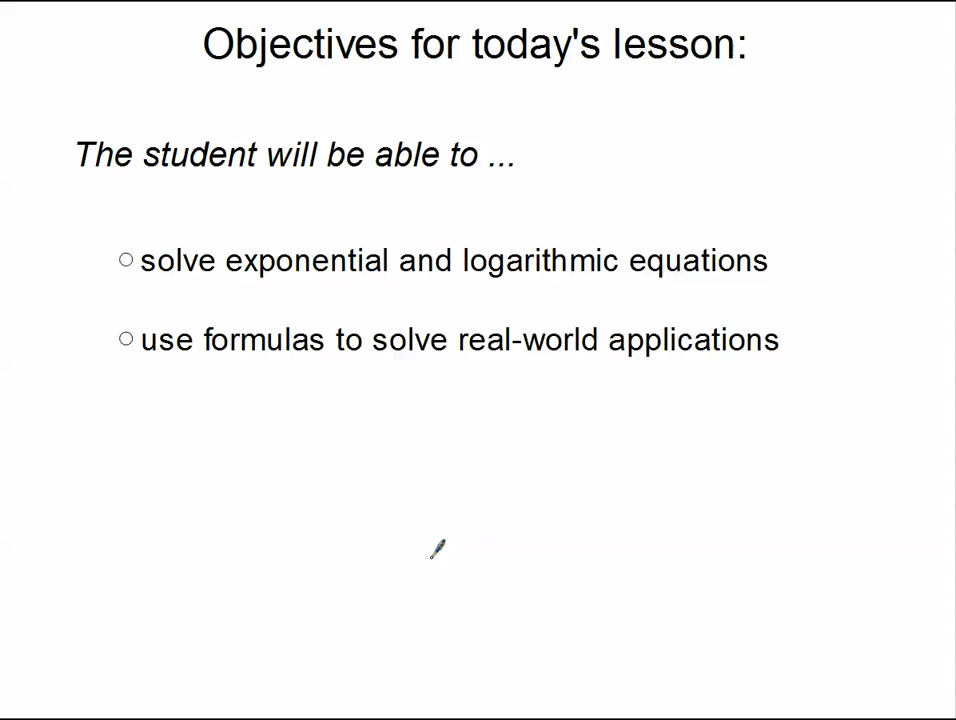 Objectives for today's lesson:
The student will be able to ...
solve exponential and logarithmic equations
use formulas to solve real-world applications